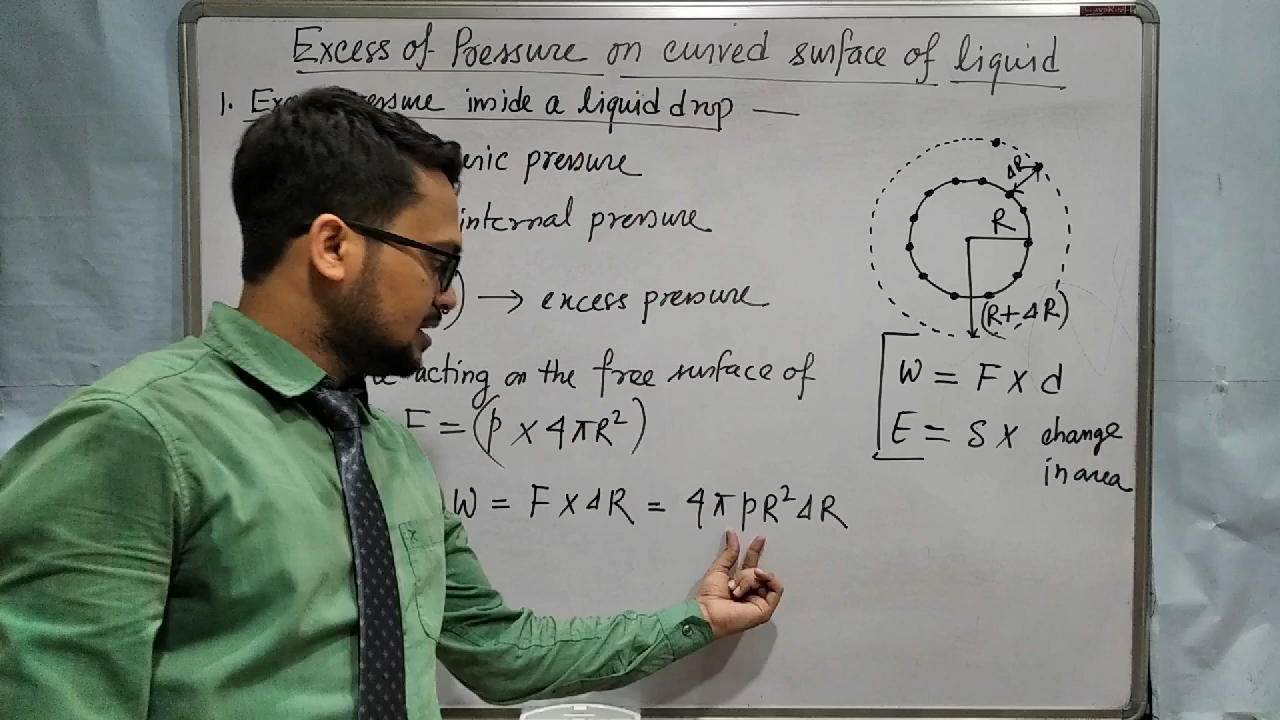 Excess of Pressure on curved surface of liquid
1. pressure inside a liquid drop —
pressure
internal pressure
) → excess pressure
acting on the free surface of
F = (p × 4πR²)
W = F × ΔR = 4πpR²ΔR
ΔR
R
(R+ΔR)
W = F × d
E = S × change
in area